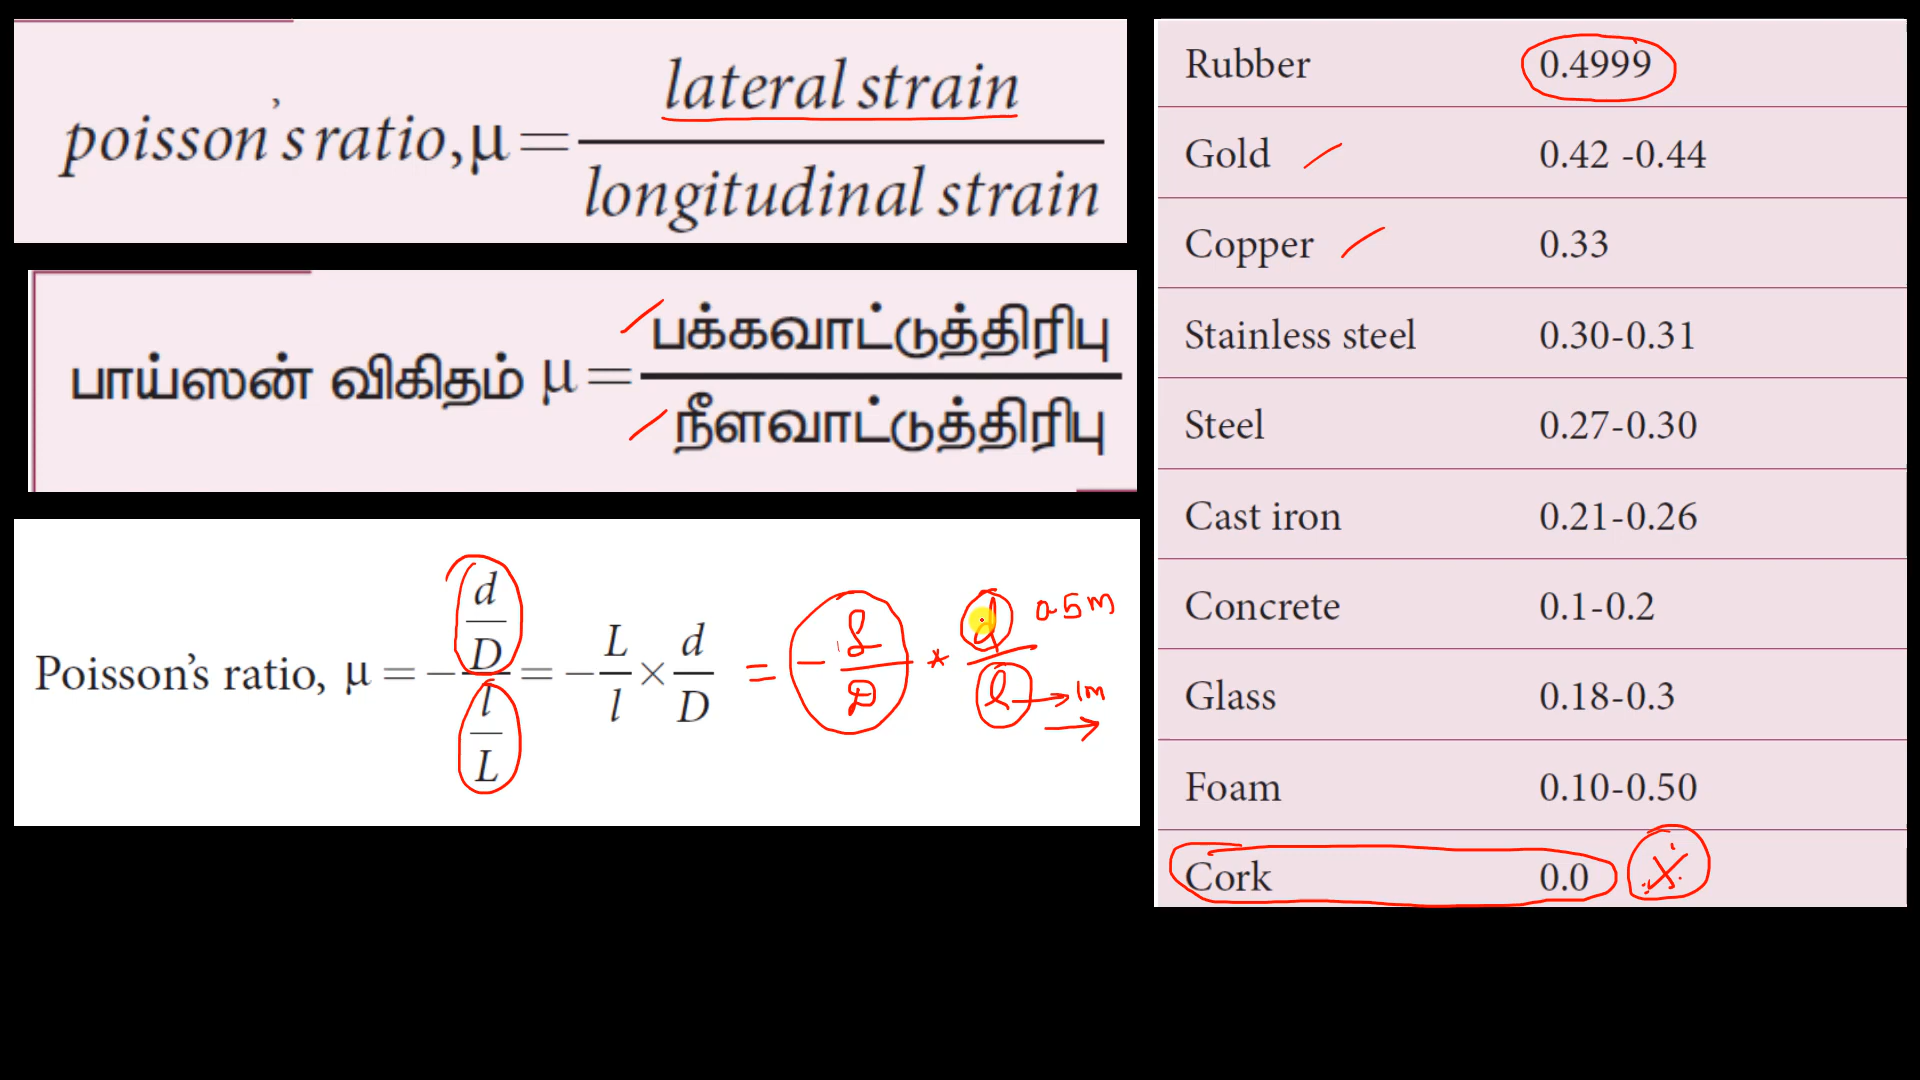 poisson's ratio, μ = lateral strain / longitudinal strain
பாய்ஸன் விகிதம் μ = பக்கவாட்டுத்திரிபு / நீளவாட்டுத்திரிபு
Poisson's ratio, μ = − (d/D) / (l/L) = − L/l × d/D = − L/D * d/l
0.5m
1m
Rubber 0.4999
Gold 0.42 -0.44
Copper 0.33
Stainless steel 0.30-0.31
Steel 0.27-0.30
Cast iron 0.21-0.26
Concrete 0.1-0.2
Glass 0.18-0.3
Foam 0.10-0.50
Cork 0.0